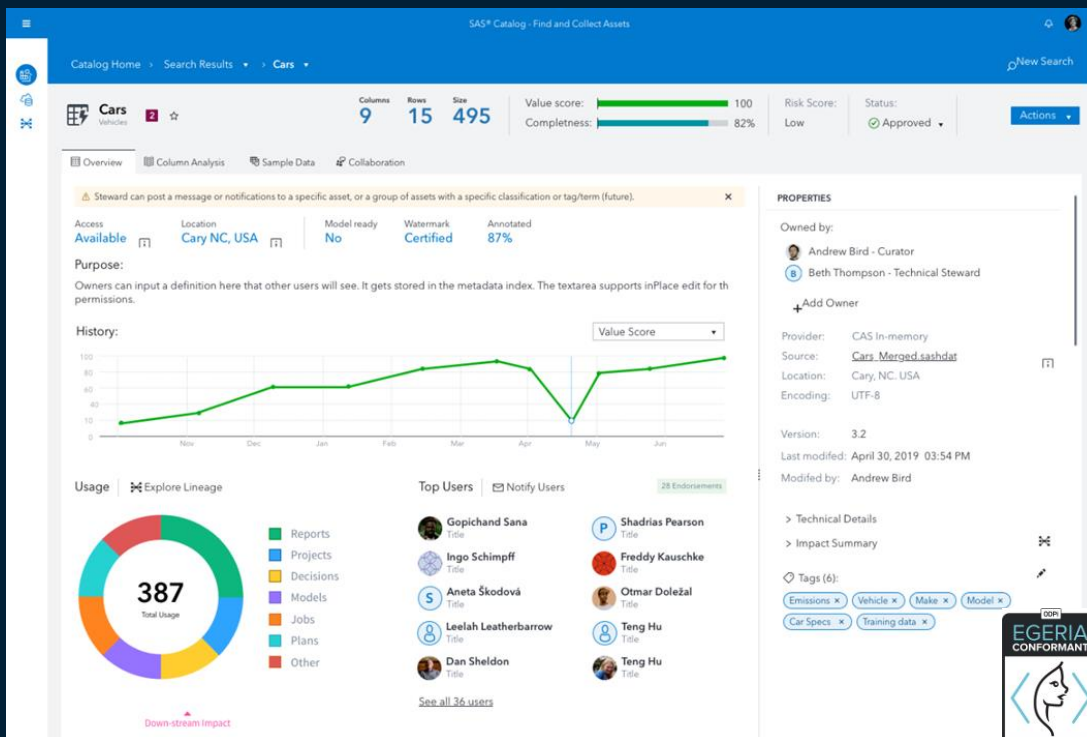 SAS® Catalog - Find and Collect Assets
Catalog Home > Search Results > Cars
New Search
Cars
Vehicles
2
Columns
9
Rows
15
Size
495
Value score: 100
Completness: 82%
Risk Score:
Low
Status:
Approved
Actions
Overview Column Analysis Sample Data Collaboration
Steward can post a message or notifications to a specific asset, or a group of assets with a specific classification or tag/term (future).
Access
Available
Location
Cary NC, USA
Model ready
No
Watermark
Certified
Annotated
87%
Purpose:
Owners can input a definition here that other users will see. It gets stored in the metadata index. The textarea supports inPlace edit for th
permissions.
History:
Value Score
100
80
60
40
10
0
Nov Dec Jan Feb Mar Apr May Jun
Usage Explore Lineage
387
Total Usage
Reports
Projects
Decisions
Models
Jobs
Plans
Other
Down-stream Impact
Top Users Notify Users 28 Endorsements
Gopichand Sana
Title
Ingo Schimpff
Title
S
Aneta Škodová
Title
Leelah Leatherbarrow
Title
Dan Sheldon
Title
P
Shadrias Pearson
Title
Freddy Kauschke
Title
Otmar Doležal
Title
Teng Hu
Title
Teng Hu
Title
See all 36 users
PROPERTIES
Owned by:
Andrew Bird - Curator
B Beth Thompson - Technical Steward
+Add Owner
Provider: CAS In-memory
Source: Cars_Merged.sashdat
Location: Cary, NC. USA
Encoding: UTF-8
Version: 3.2
Last modifed: April 30, 2019 03:54 PM
Modifed by: Andrew Bird
> Technical Details
> Impact Summary
Tags (6):
Emissions × Vehicle × Make × Model ×
Car Specs × Training data ×
ODPi
EGERIA
CONFORMANT